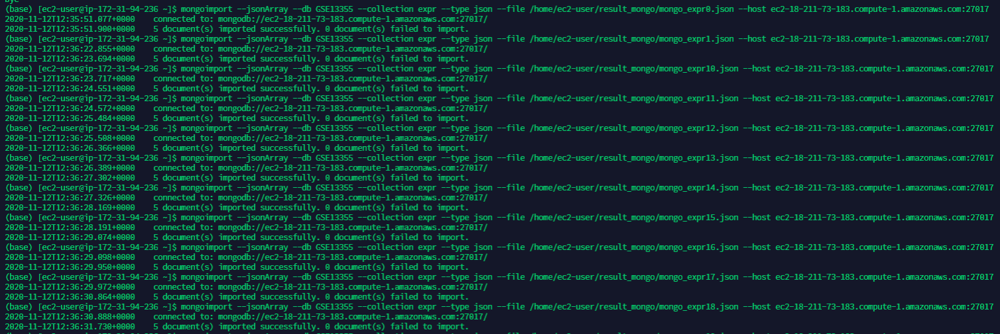 bye
(base) [ec2-user@ip-172-31-94-236 ~]$ mongoimport --jsonArray --db GSE13355 --collection expr --type json --file /home/ec2-user/result_mongo/mongo_expr0.json --host ec2-18-211-73-183.compute-1.amazonaws.com:27017
2020-11-12T12:35:51.077+0000 connected to: mongodb://ec2-18-211-73-183.compute-1.amazonaws.com:27017/
2020-11-12T12:35:51.900+0000 5 document(s) imported successfully. 0 document(s) failed to import.
(base) [ec2-user@ip-172-31-94-236 ~]$ mongoimport --jsonArray --db GSE13355 --collection expr --type json --file /home/ec2-user/result_mongo/mongo_expr1.json --host ec2-18-211-73-183.compute-1.amazonaws.com:27017
2020-11-12T12:36:22.855+0000 connected to: mongodb://ec2-18-211-73-183.compute-1.amazonaws.com:27017/
2020-11-12T12:36:23.694+0000 5 document(s) imported successfully. 0 document(s) failed to import.
(base) [ec2-user@ip-172-31-94-236 ~]$ mongoimport --jsonArray --db GSE13355 --collection expr --type json --file /home/ec2-user/result_mongo/mongo_expr10.json --host ec2-18-211-73-183.compute-1.amazonaws.com:27017
2020-11-12T12:36:23.717+0000 connected to: mongodb://ec2-18-211-73-183.compute-1.amazonaws.com:27017/
2020-11-12T12:36:24.551+0000 5 document(s) imported successfully. 0 document(s) failed to import.
(base) [ec2-user@ip-172-31-94-236 ~]$ mongoimport --jsonArray --db GSE13355 --collection expr --type json --file /home/ec2-user/result_mongo/mongo_expr11.json --host ec2-18-211-73-183.compute-1.amazonaws.com:27017
2020-11-12T12:36:24.572+0000 connected to: mongodb://ec2-18-211-73-183.compute-1.amazonaws.com:27017/
2020-11-12T12:36:25.484+0000 5 document(s) imported successfully. 0 document(s) failed to import.
(base) [ec2-user@ip-172-31-94-236 ~]$ mongoimport --jsonArray --db GSE13355 --collection expr --type json --file /home/ec2-user/result_mongo/mongo_expr12.json --host ec2-18-211-73-183.compute-1.amazonaws.com:27017
2020-11-12T12:36:25.508+0000 connected to: mongodb://ec2-18-211-73-183.compute-1.amazonaws.com:27017/
2020-11-12T12:36:26.366+0000 5 document(s) imported successfully. 0 document(s) failed to import.
(base) [ec2-user@ip-172-31-94-236 ~]$ mongoimport --jsonArray --db GSE13355 --collection expr --type json --file /home/ec2-user/result_mongo/mongo_expr13.json --host ec2-18-211-73-183.compute-1.amazonaws.com:27017
2020-11-12T12:36:26.389+0000 connected to: mongodb://ec2-18-211-73-183.compute-1.amazonaws.com:27017/
2020-11-12T12:36:27.302+0000 5 document(s) imported successfully. 0 document(s) failed to import.
(base) [ec2-user@ip-172-31-94-236 ~]$ mongoimport --jsonArray --db GSE13355 --collection expr --type json --file /home/ec2-user/result_mongo/mongo_expr14.json --host ec2-18-211-73-183.compute-1.amazonaws.com:27017
2020-11-12T12:36:27.326+0000 connected to: mongodb://ec2-18-211-73-183.compute-1.amazonaws.com:27017/
2020-11-12T12:36:28.169+0000 5 document(s) imported successfully. 0 document(s) failed to import.
(base) [ec2-user@ip-172-31-94-236 ~]$ mongoimport --jsonArray --db GSE13355 --collection expr --type json --file /home/ec2-user/result_mongo/mongo_expr15.json --host ec2-18-211-73-183.compute-1.amazonaws.com:27017
2020-11-12T12:36:28.191+0000 connected to: mongodb://ec2-18-211-73-183.compute-1.amazonaws.com:27017/
2020-11-12T12:36:29.074+0000 5 document(s) imported successfully. 0 document(s) failed to import.
(base) [ec2-user@ip-172-31-94-236 ~]$ mongoimport --jsonArray --db GSE13355 --collection expr --type json --file /home/ec2-user/result_mongo/mongo_expr16.json --host ec2-18-211-73-183.compute-1.amazonaws.com:27017
2020-11-12T12:36:29.098+0000 connected to: mongodb://ec2-18-211-73-183.compute-1.amazonaws.com:27017/
2020-11-12T12:36:29.950+0000 5 document(s) imported successfully. 0 document(s) failed to import.
(base) [ec2-user@ip-172-31-94-236 ~]$ mongoimport --jsonArray --db GSE13355 --collection expr --type json --file /home/ec2-user/result_mongo/mongo_expr17.json --host ec2-18-211-73-183.compute-1.amazonaws.com:27017
2020-11-12T12:36:29.972+0000 connected to: mongodb://ec2-18-211-73-183.compute-1.amazonaws.com:27017/
2020-11-12T12:36:30.864+0000 5 document(s) imported successfully. 0 document(s) failed to import.
(base) [ec2-user@ip-172-31-94-236 ~]$ mongoimport --jsonArray --db GSE13355 --collection expr --type json --file /home/ec2-user/result_mongo/mongo_expr18.json --host ec2-18-211-73-183.compute-1.amazonaws.com:27017
2020-11-12T12:36:30.888+0000 connected to: mongodb://ec2-18-211-73-183.compute-1.amazonaws.com:27017/
2020-11-12T12:36:31.730+0000 5 document(s) imported successfully. 0 document(s) failed to import.